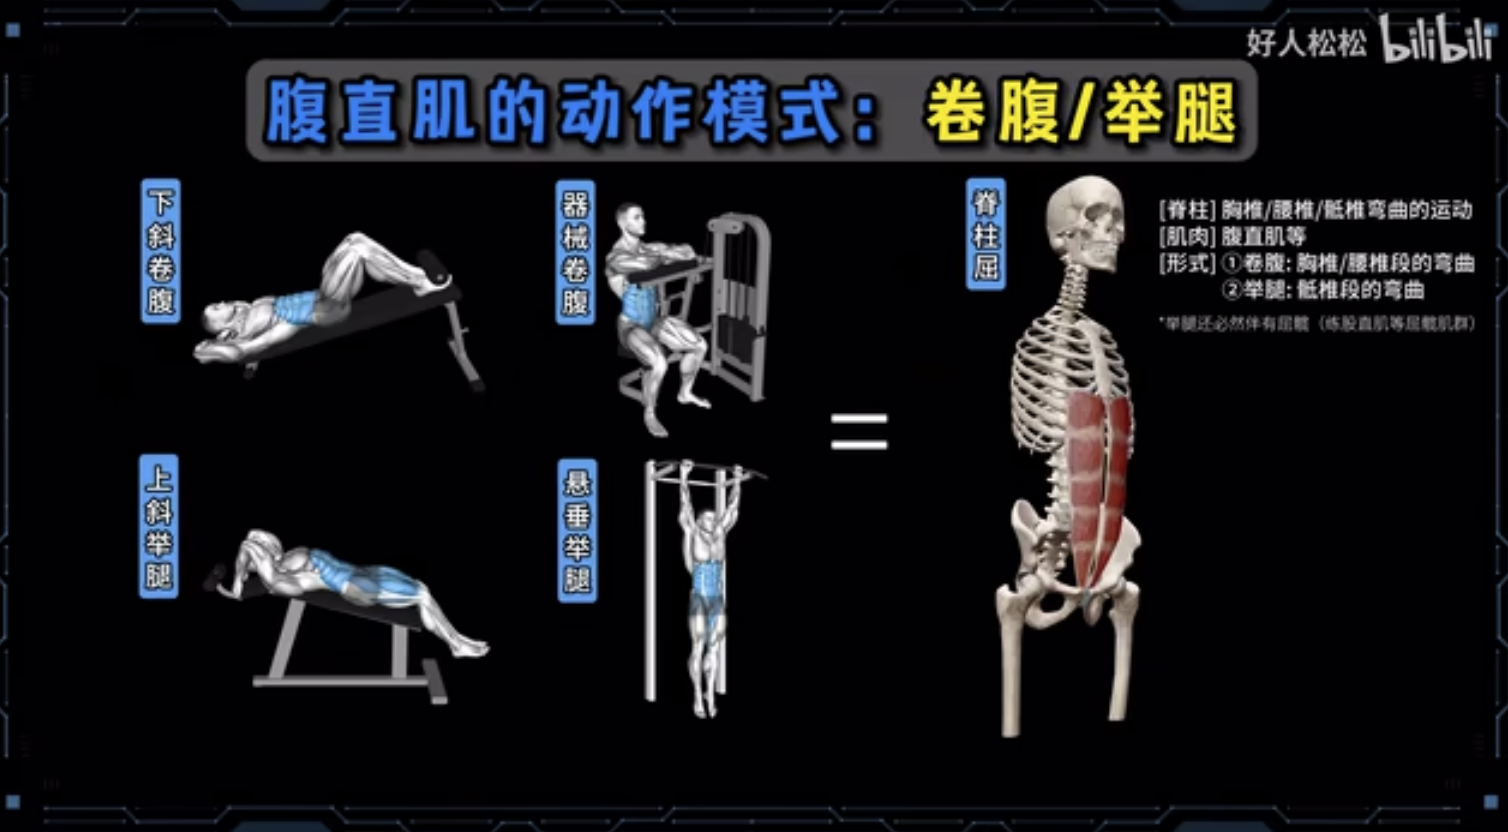 好人松松 bilibili
腹直肌的动作模式：卷腹/举腿
下斜卷腹
器械卷腹
脊柱屈
[脊柱] 胸椎/腰椎/骶椎弯曲的运动
[肌肉] 腹直肌等
[形式] ①卷腹: 胸椎/腰椎段的弯曲
②举腿: 骶椎段的弯曲
*举腿还必然伴有屈髋（练股直肌等屈髋肌群）
=
上斜举腿
悬垂举腿